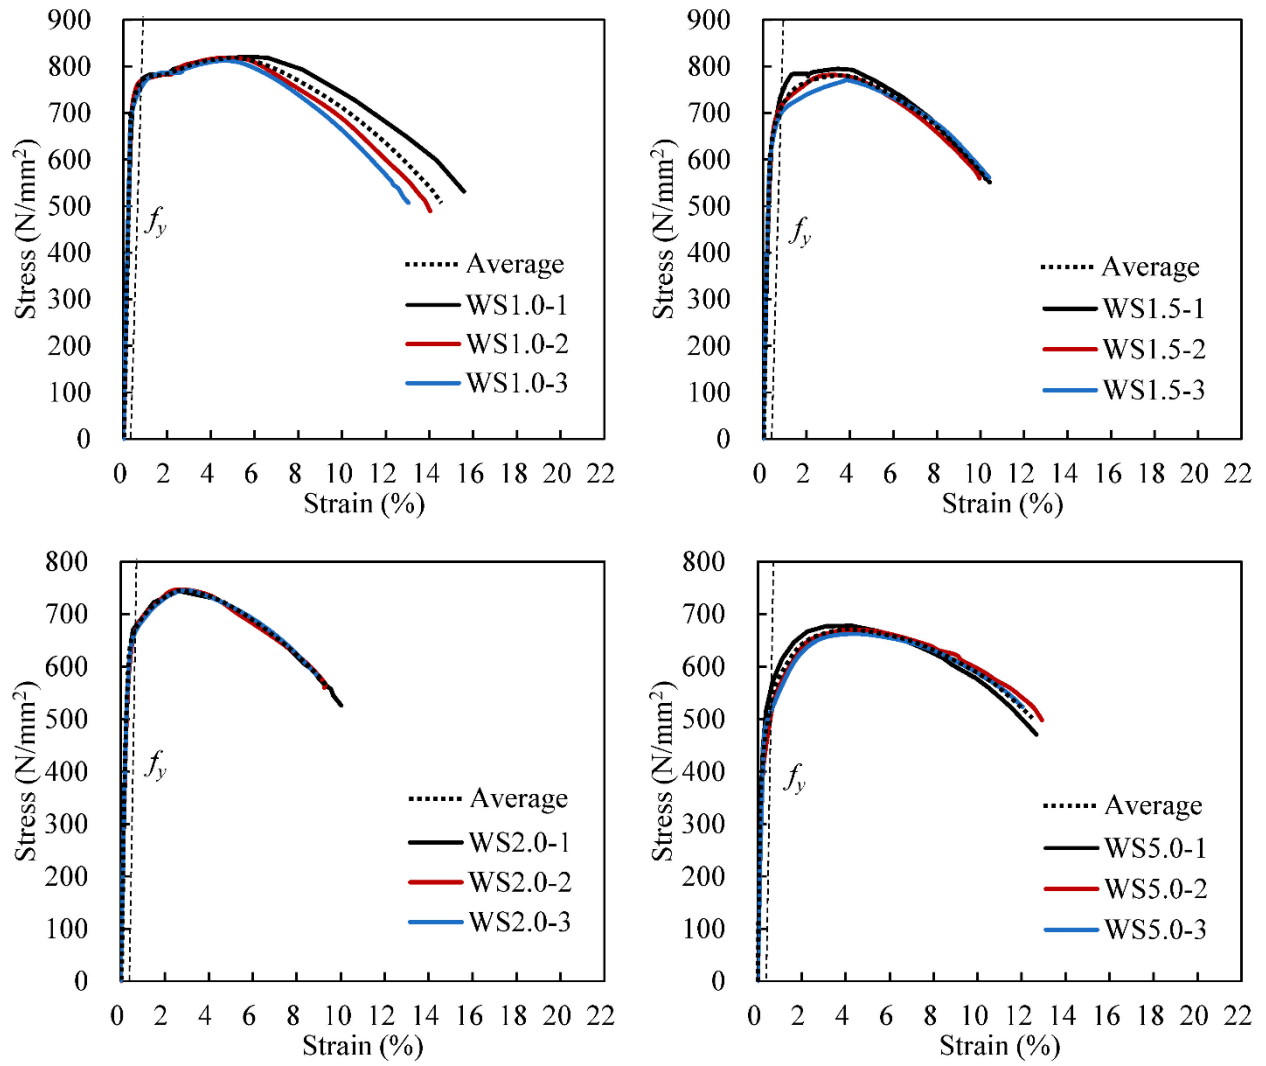 900
800
700
600
500
400
300
200
100
0
Stress (N/mm²)
f_y
Average
WS1.0-1
WS1.0-2
WS1.0-3
0 2 4 6 8 10 12 14 16 18 20 22
Strain (%)
900
800
700
600
500
400
300
200
100
0
Stress (N/mm²)
f_y
Average
WS1.5-1
WS1.5-2
WS1.5-3
0 2 4 6 8 10 12 14 16 18 20 22
Strain (%)
800
700
600
500
400
300
200
100
0
Stress (N/mm²)
f_y
Average
WS2.0-1
WS2.0-2
WS2.0-3
0 2 4 6 8 10 12 14 16 18 20 22
Strain (%)
800
700
600
500
400
300
200
100
0
Stress (N/mm²)
f_y
Average
WS5.0-1
WS5.0-2
WS5.0-3
0 2 4 6 8 10 12 14 16 18 20 22
Strain (%)